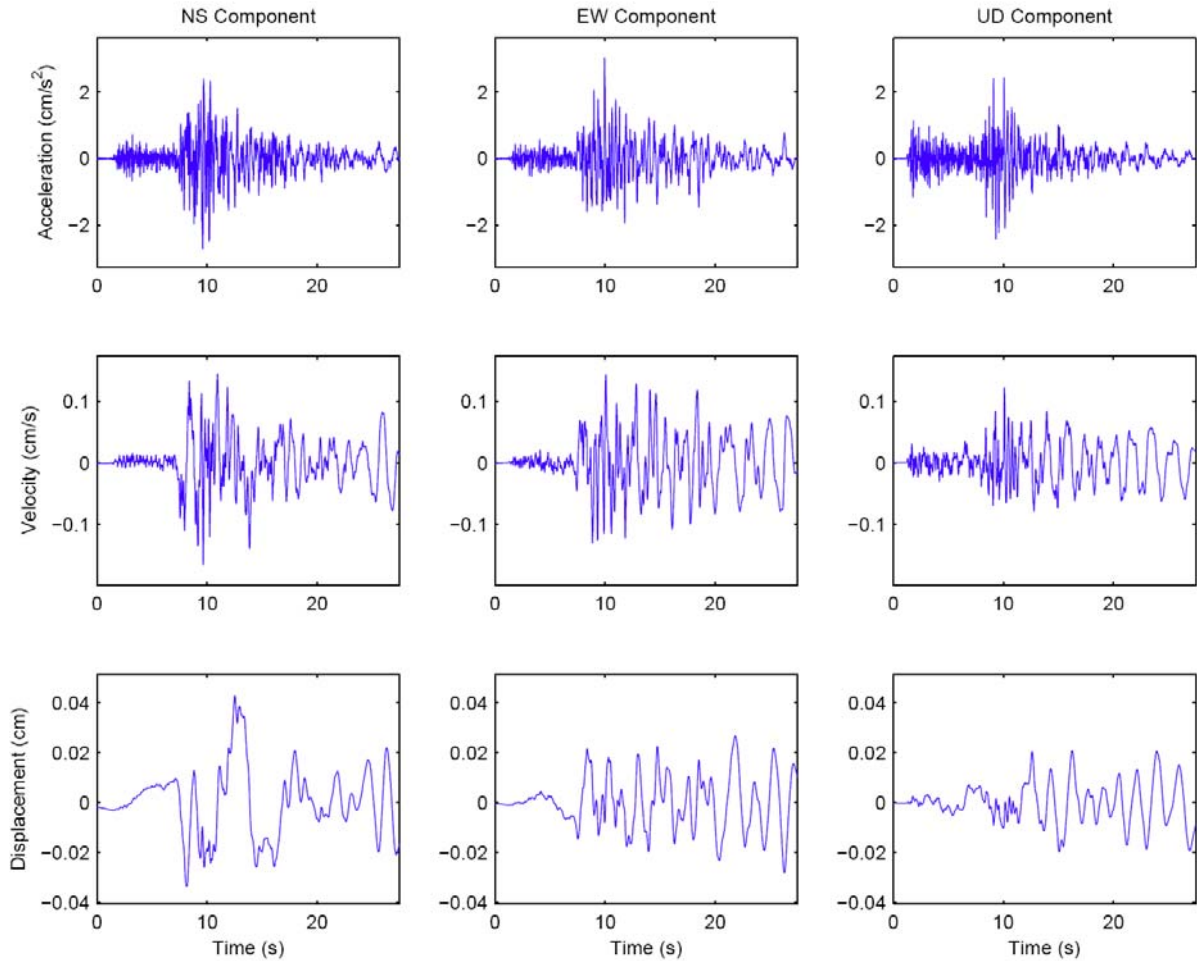 NS Component
EW Component
UD Component
Acceleration (cm/s²)
2
0
−2
0 10 20
2
0
−2
0 10 20
2
0
−2
0 10 20
Velocity (cm/s)
0.1
0
−0.1
0 10 20
0.1
0
−0.1
0 10 20
0.1
0
−0.1
0 10 20
Displacement (cm)
0.04
0.02
0
−0.02
−0.04
0 10 20
Time (s)
0.04
0.02
0
−0.02
−0.04
0 10 20
Time (s)
0.04
0.02
0
−0.02
−0.04
0 10 20
Time (s)